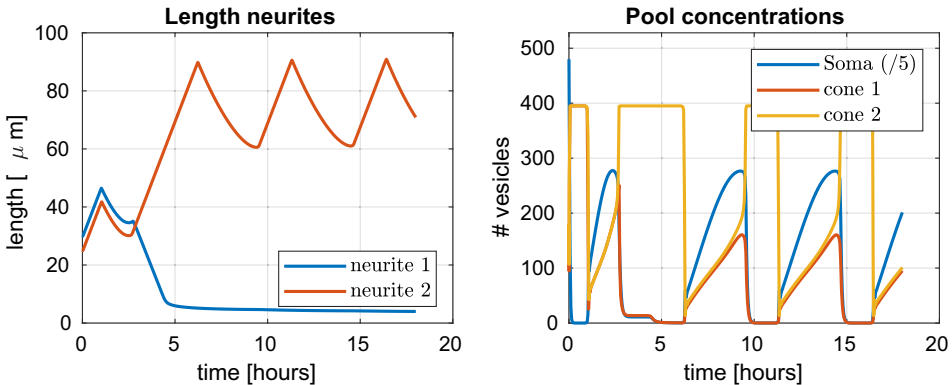 Length neurites
100
80
60
40
20
0
0 5 10 15 20
length [ μ m]
time [hours]
neurite 1
neurite 2
Pool concentrations
500
400
300
200
100
0
0 5 10 15 20
# vesicles
time [hours]
Soma (/5)
cone 1
cone 2